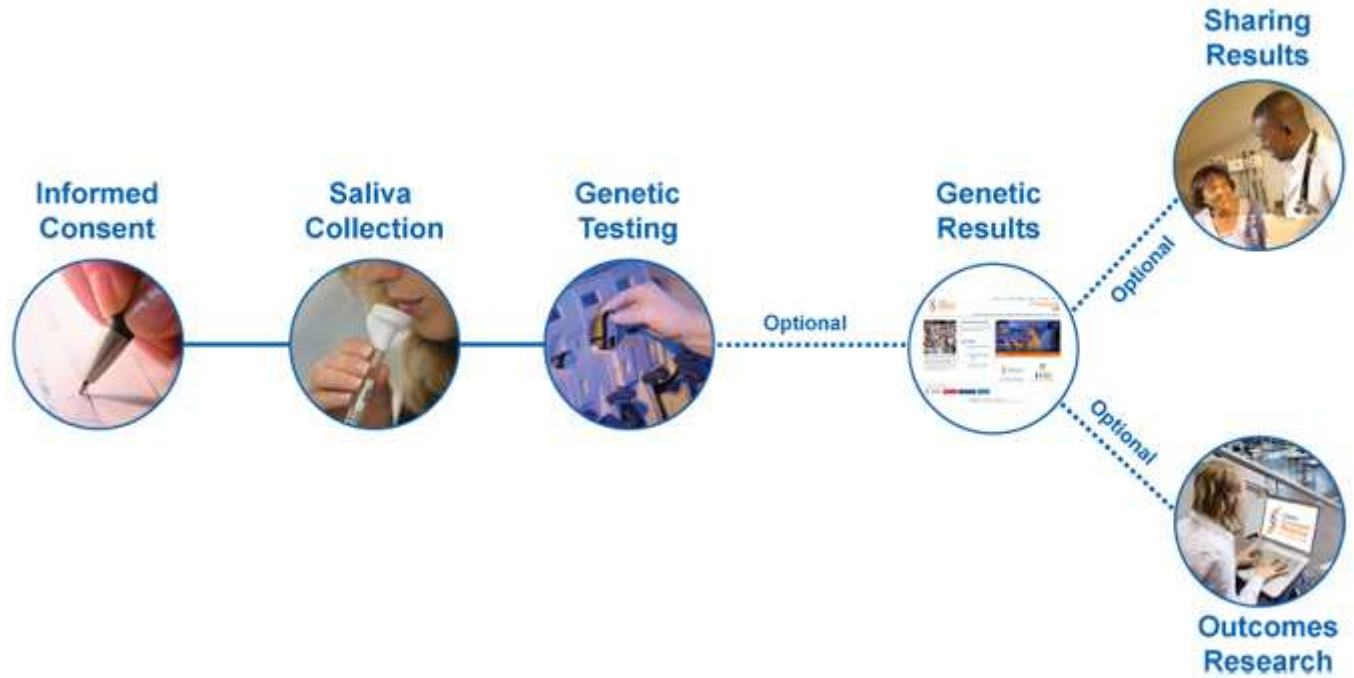 Sharing
Results
Informed
Consent
Saliva
Collection
Genetic
Testing
Genetic
Results
Optional
Optional
Optional
Outcomes
Research